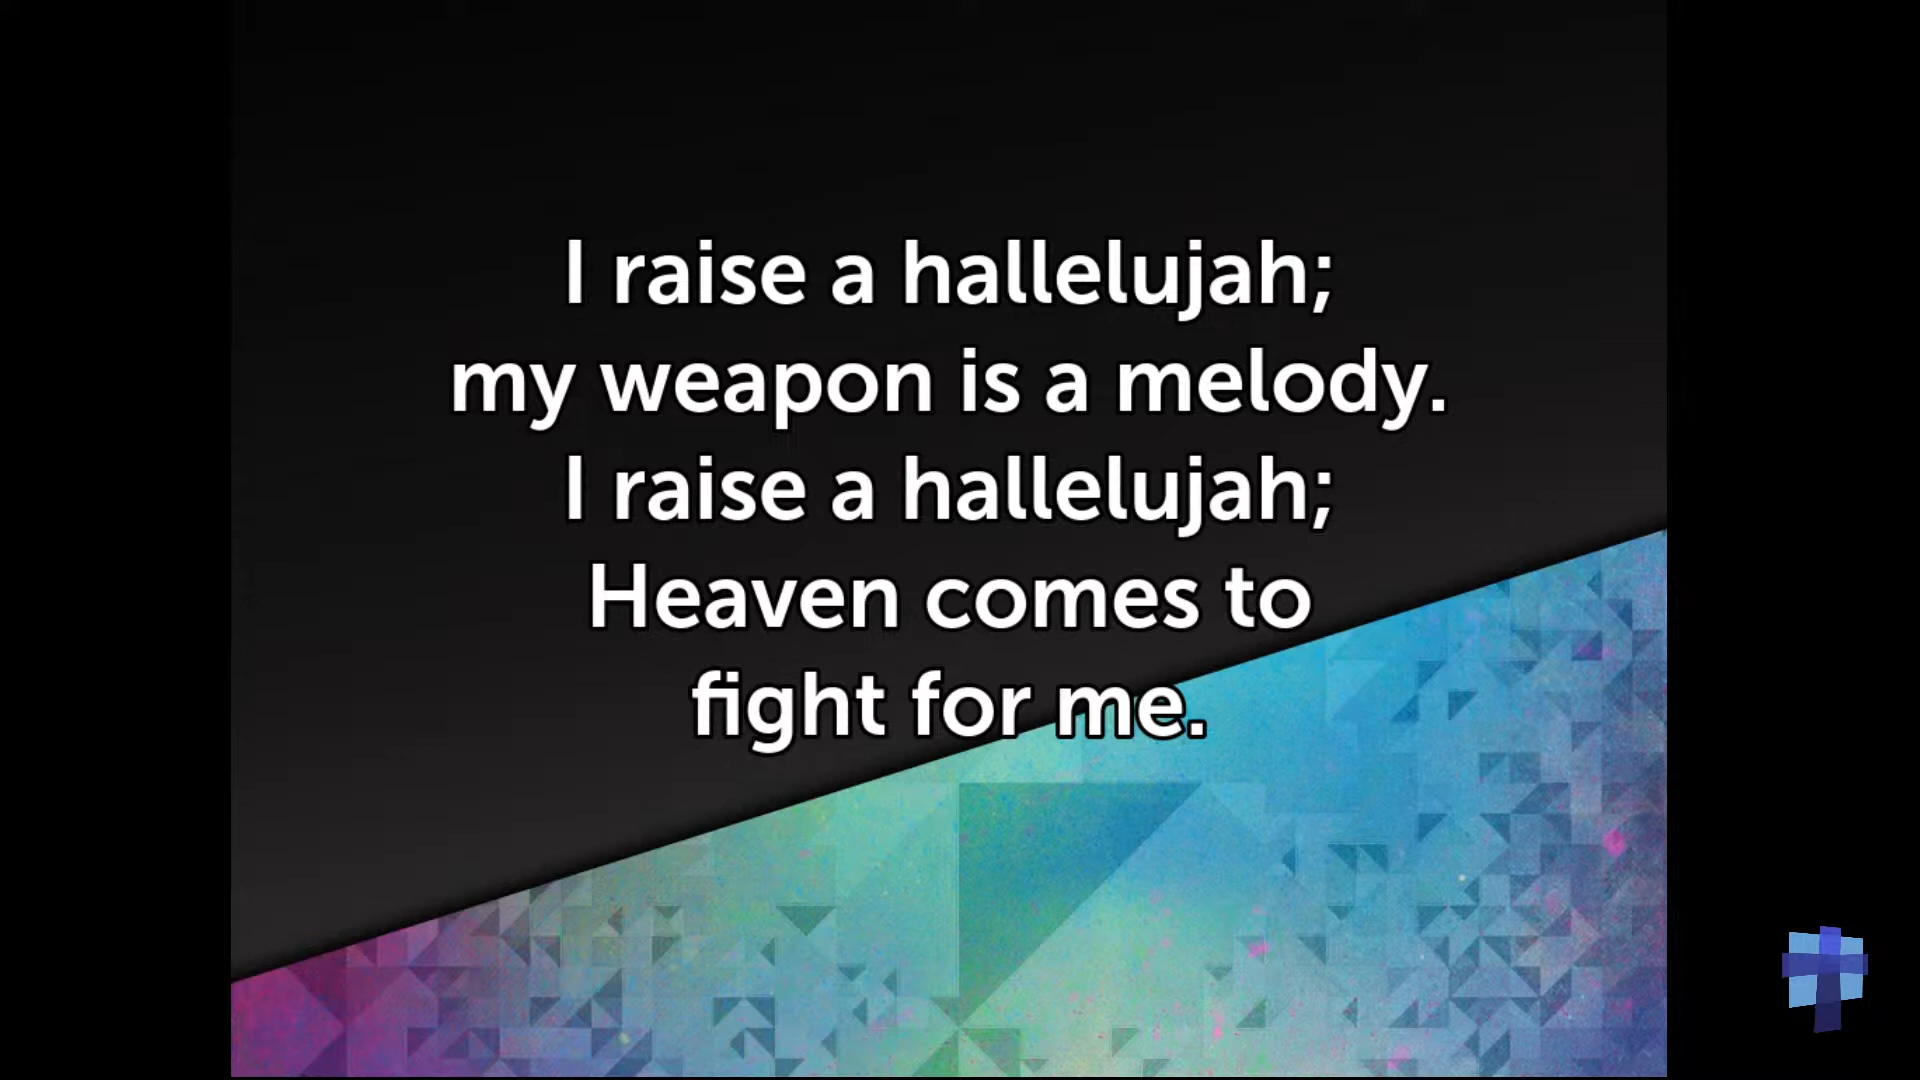 I raise a hallelujah;
my weapon is a melody.
I raise a hallelujah;
Heaven comes to
fight for me.